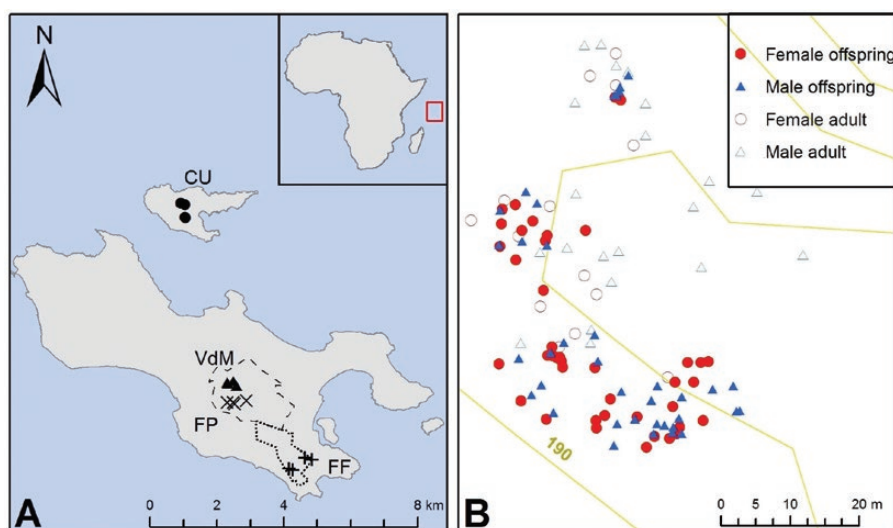 N
CU
VdM
FP
FF
A
0 2 4 6 8 km
Female offspring
Male offspring
Female adult
Male adult
190
B
0 5 10 20 m